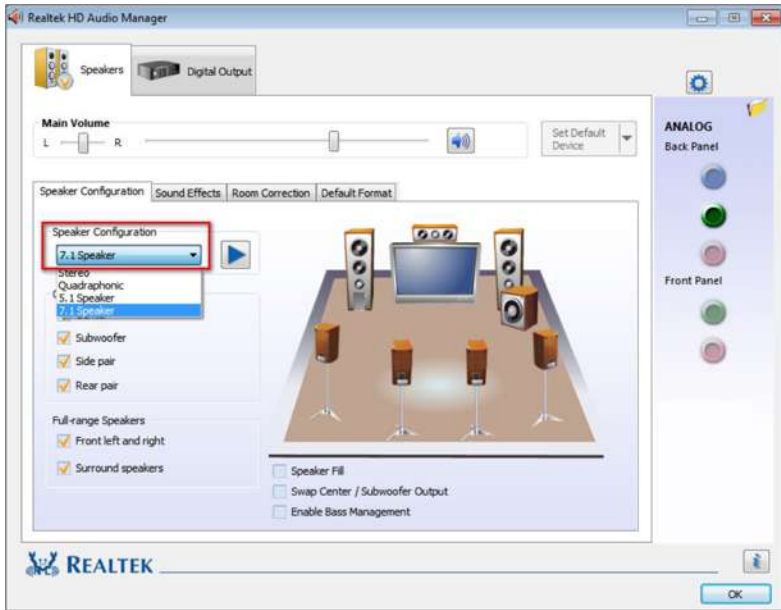 Realtek HD Audio Manager
Speakers
Digital Output
Main Volume
L
R
Set Default
Device
Speaker Configuration
Sound Effects
Room Correction
Default Format
Speaker Configuration
7.1 Speaker
Stereo
Quadraphonic
5.1 Speaker
7.1 Speaker
Subwoofer
Side pair
Rear pair
Full-range Speakers
Front left and right
Surround speakers
Speaker Fill
Swap Center / Subwoofer Output
Enable Bass Management
ANALOG
Back Panel
Front Panel
REALTEK
i
OK